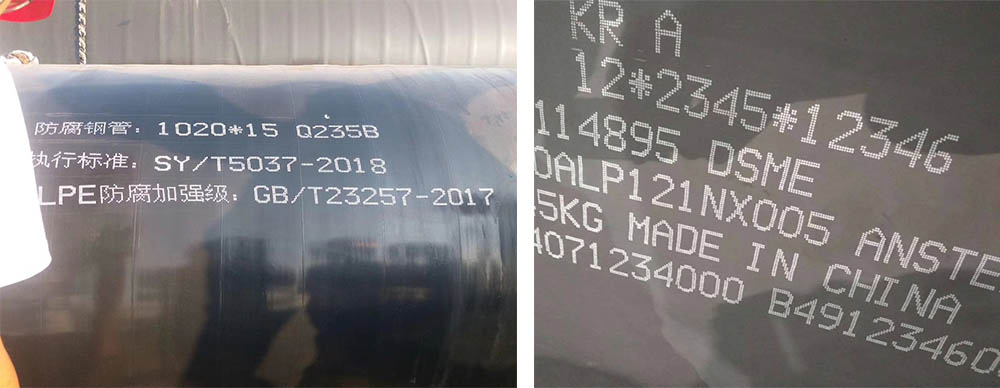 防腐钢管：1020*15 Q235B
执行标准：SY/T5037-2018
LPE防腐加强级：GB/T23257-2017
KR A
12*2345*12346
114895 DSME
OALP121NX005 ANSTE
5KG MADE IN CHINA
4071234000 B49123460